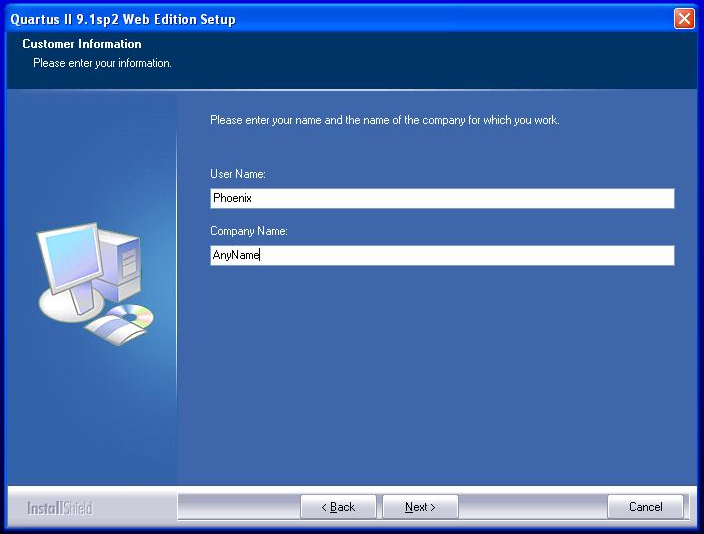 Quartus II 9.1sp2 Web Edition Setup
Customer Information
Please enter your information.
Please enter your name and the name of the company for which you work.
User Name:
Phoenix
Company Name:
AnyName
InstallShield
< Back
Next >
Cancel